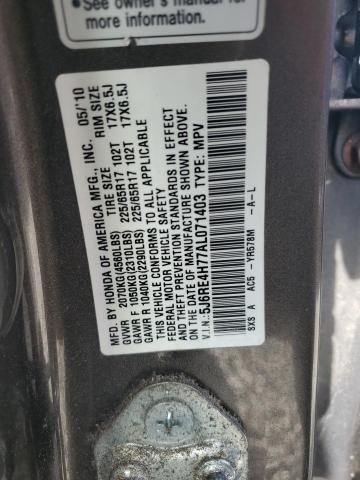 • See owner's manual for
more information.
MFD. BY HONDA OF AMERICA MFG., INC. 05/'10
TIRE SIZE RIM SIZE
GVWR 2070KG(4560LBS)
GAWR F 1050KG(2310LBS) 225/65R17 102T 17X6.5J
GAWR R 1040KG(2290LBS) 225/65R17 102T 17X6.5J
THIS VEHICLE CONFORMS TO ALL APPLICABLE
FEDERAL MOTOR VEHICLE SAFETY
AND THEFT PREVENTION STANDARDS IN EFFECT
ON THE DATE OF MANUFACTURE SHOWN ABOVE.
V.I.N.: 5J6RE4H77AL071403 TYPE: MPV
SXS A AC5 -YR578M -A-L